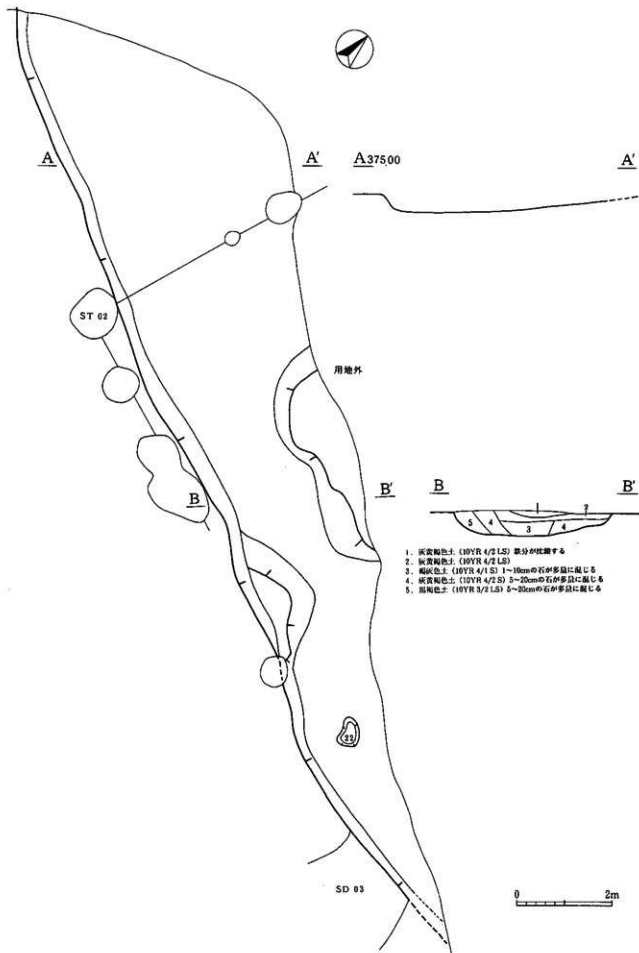 A
A'
A 37500
A'
ST 02
用地外
B
B'
B
B'
1
2
5
4
3
4
1. 灰黄褐色土 (10YR 4/2 LS) 鉄分が沈鍛する
2. 灰黄褐色土 (10YR 4/2 LS)
3. 褐灰色土 (10YR 4/1 S) 1~10cmの石が多量に混じる
4. 灰黄褐色土 (10YR 4/2 S) 5~20cmの石が多量に混じる
5. 黒褐色土 (10YR 3/2 LS) 5~20cmの石が多量に混じる
22
SD 03
0 2m